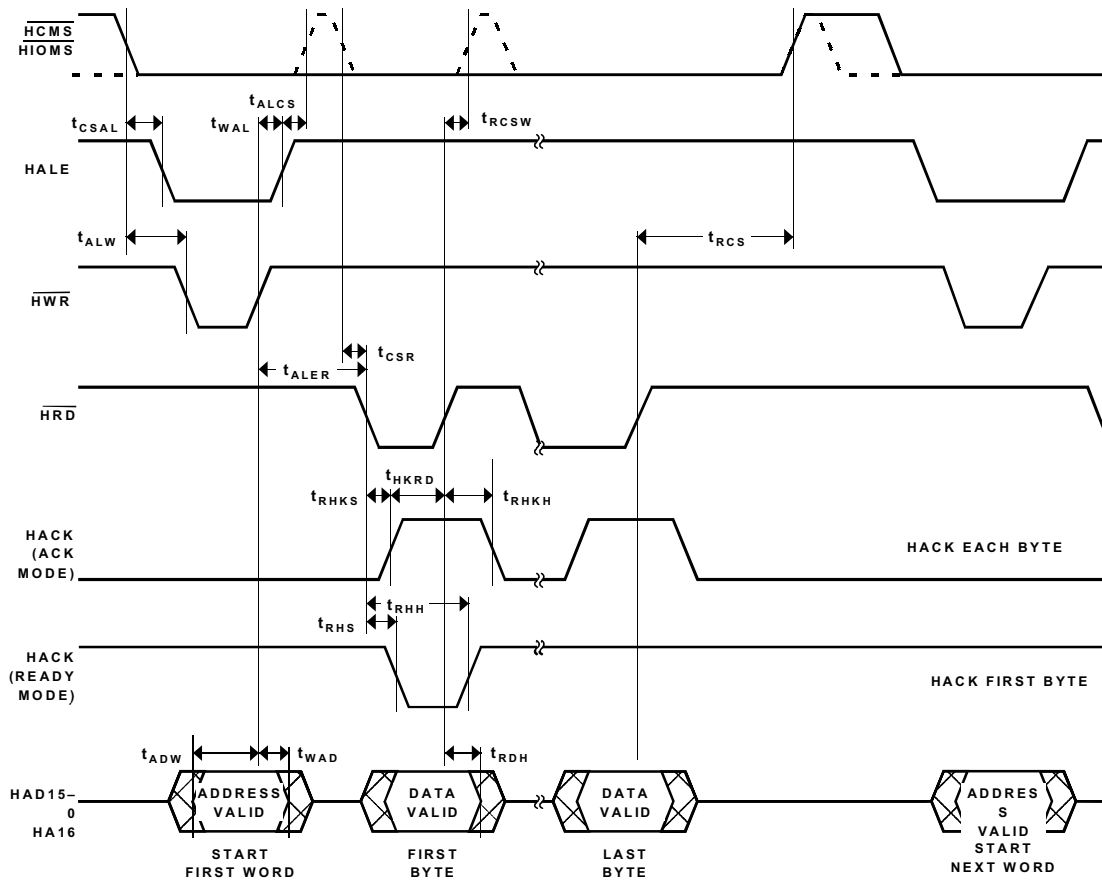 HCMS
HIOMS
tALCS
tCSAL
tWAL
tRCSW
HALE
tALW
tRCS
HWR
tCSR
tALER
HRD
tHKRD
tRHKS
tRHKH
HACK
(ACK
MODE)
HACK EACH BYTE
tRHH
tRHS
HACK
(READY
MODE)
HACK FIRST BYTE
tADW
tWAD
tRDH
HAD15–
0
HA16
ADDRESS
VALID
DATA
VALID
DATA
VALID
ADDRES
S
VALID
START
FIRST WORD
FIRST
BYTE
LAST
BYTE
START
NEXT WORD